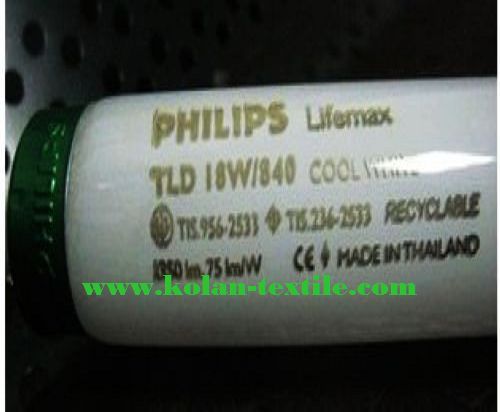 PHILIPS Lifemax
TLD 18W/840 COOL WHITE
TIS.956-2533 TIS.236-2533 RECYCLABLE
1350 lm, 75 lm/W CE MADE IN THAILAND
www.kolan-textile.com
PHILIPS